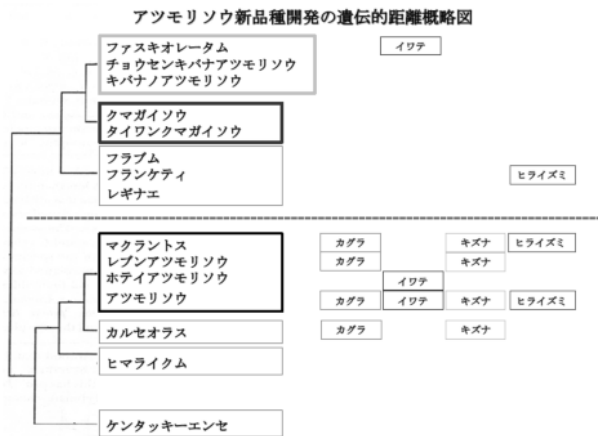 アツモリソウ新品種開発の遺伝的距離概略図
ファスキオレータム
イワテ
チョウセンキバナアツモリソウ
キバナノアツモリソウ
クマガイソウ
タイワンクマガイソウ
フラブム
フランケティ
ヒライズミ
レギナエ
マクラントス カグラ キズナ ヒライズミ
レブンアツモリソウ カグラ キズナ
ホテイアツモリソウ イワテ
アツモリソウ カグラ イワテ キズナ ヒライズミ
カルセオラス カグラ キズナ
ヒマライクム
ケンタッキーエンセ